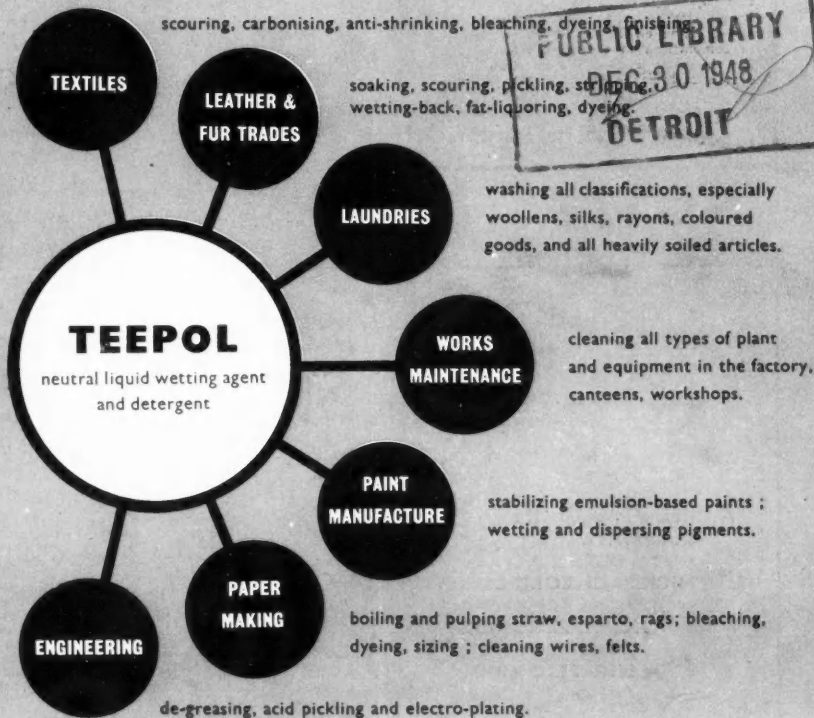 scouring, carbonising, anti-shrinking, bleaching, dyeing, finishing.
PUBLIC LIBRARY
DEC 30 1948
DETROIT
TEXTILES
LEATHER &
FUR TRADES
soaking, scouring, pickling, stripping,
wetting-back, fat-liquoring, dyeing.
LAUNDRIES
washing all classifications, especially
woollens, silks, rayons, coloured
goods, and all heavily soiled articles.
TEEPOL
neutral liquid wetting agent
and detergent
WORKS
MAINTENANCE
cleaning all types of plant
and equipment in the factory,
canteens, workshops.
PAINT
MANUFACTURE
stabilizing emulsion-based paints ;
wetting and dispersing pigments.
PAPER
MAKING
boiling and pulping straw, esparto, rags; bleaching,
dyeing, sizing ; cleaning wires, felts.
ENGINEERING
de-greasing, acid pickling and electro-plating.